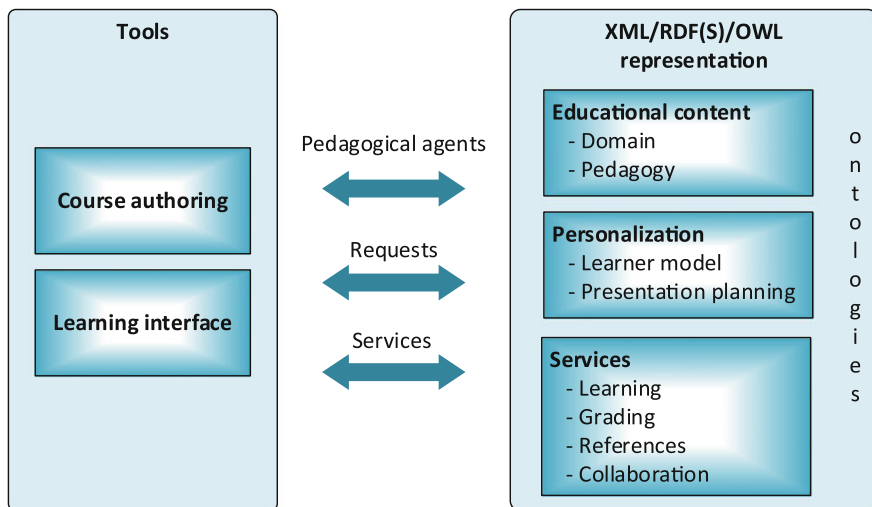 Tools
Course authoring
Learning interface
Pedagogical agents
Requests
Services
XML/RDF(S)/OWL
representation
Educational content
- Domain
- Pedagogy
Personalization
- Learner model
- Presentation planning
Services
- Learning
- Grading
- References
- Collaboration
ontologies